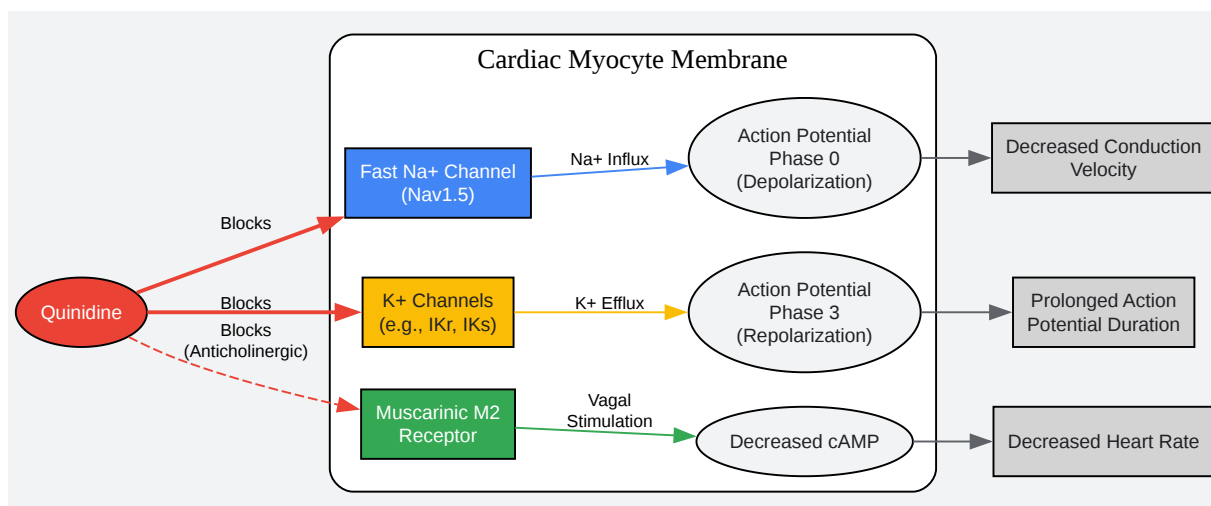 Cardiac Myocyte Membrane
Quinidine
Blocks
Blocks
Blocks
(Anticholinergic)
Fast Na+ Channel
(Nav1.5)
Na+ Influx
Action Potential
Phase 0
(Depolarization)
Decreased Conduction
Velocity
K+ Channels
(e.g., IKr, IKs)
K+ Efflux
Action Potential
Phase 3
(Repolarization)
Prolonged Action
Potential Duration
Muscarinic M2
Receptor
Vagal
Stimulation
Decreased cAMP
Decreased Heart Rate